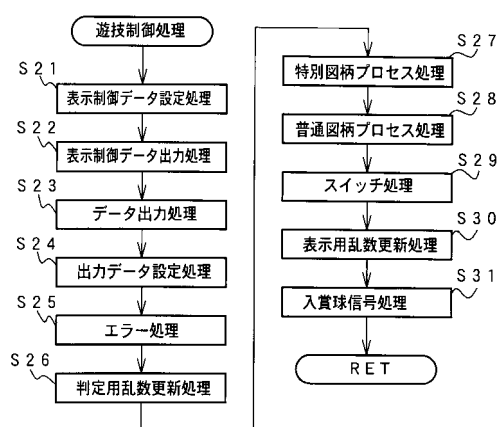 遊技制御処理
S21
表示制御データ設定処理
S22
表示制御データ出力処理
S23
データ出力処理
S24
出力データ設定処理
S25
エラー処理
S26
判定用乱数更新処理
S27
特別図柄プロセス処理
S28
普通図柄プロセス処理
S29
スイッチ処理
S30
表示用乱数更新処理
S31
入賞球信号処理
RET